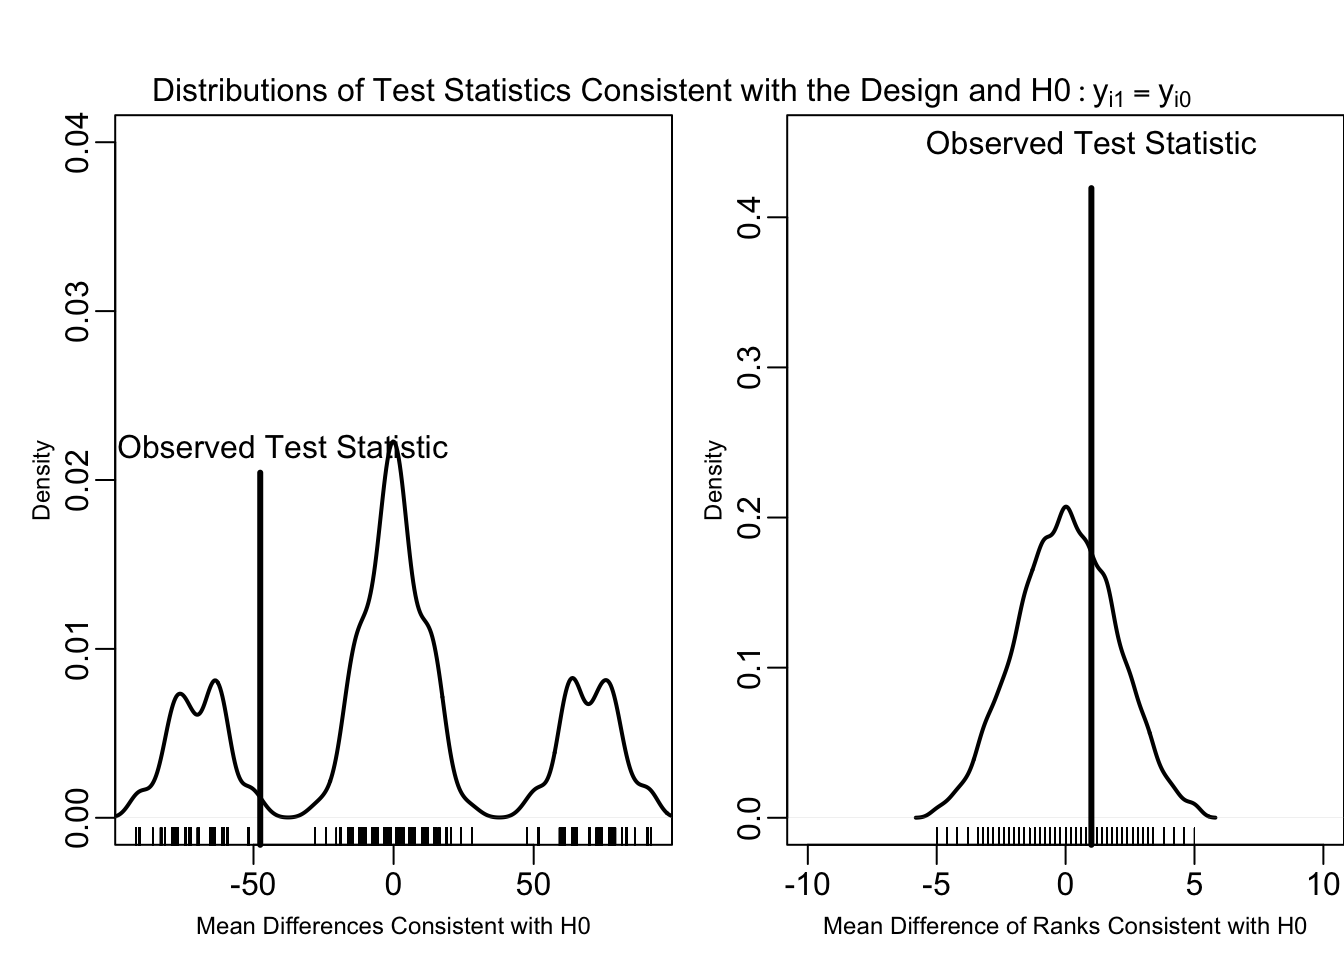 Distributions of Test Statistics Consistent with the Design and H0 : yi1 = yi0
Observed Test Statistic
Density
0.00
0.01
0.02
0.03
0.04
-50
0
50
Mean Differences Consistent with H0
Observed Test Statistic
Density
0.0
0.1
0.2
0.3
0.4
-10
-5
0
5
10
Mean Difference of Ranks Consistent with H0